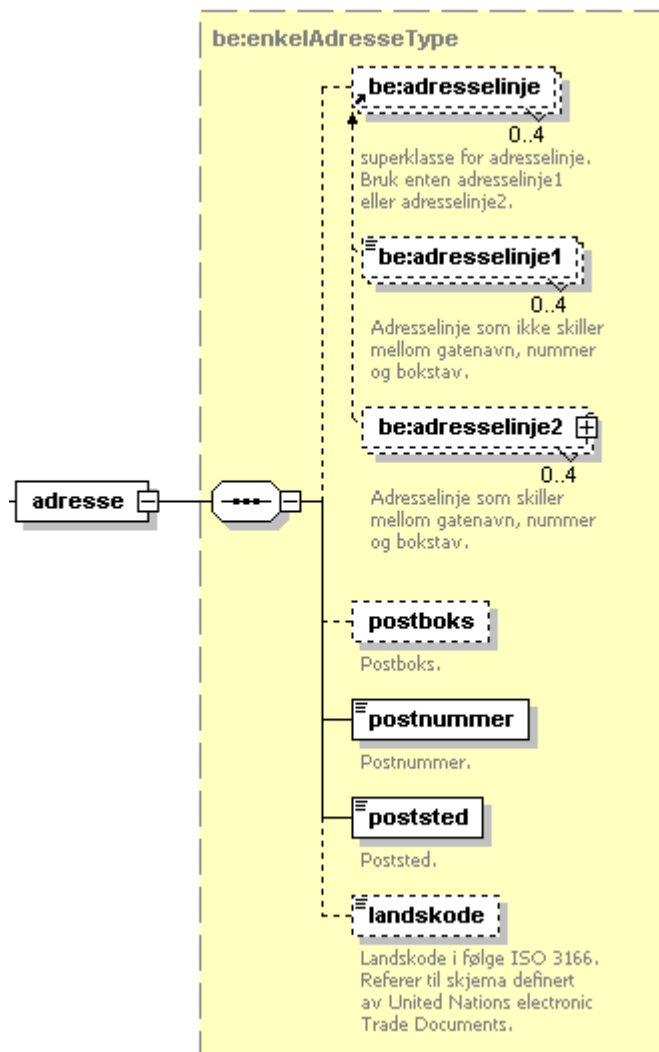 be:enkelAdresseType
be:adresselinje
0..4
superklasse for adresselinje.
Bruk enten adresselinje1
eller adresselinje2.
be:adresselinje1
0..4
Adresselinje som ikke skiller
mellom gatenavn, nummer
og bokstav.
be:adresselinje2
0..4
Adresselinje som skiller
mellom gatenavn, nummer
og bokstav.
adresse
postboks
Postboks.
postnummer
Postnummer.
poststed
Poststed.
landskode
Landskode i følge ISO 3166.
Referer til skjema definert
av United Nations electronic
Trade Documents.